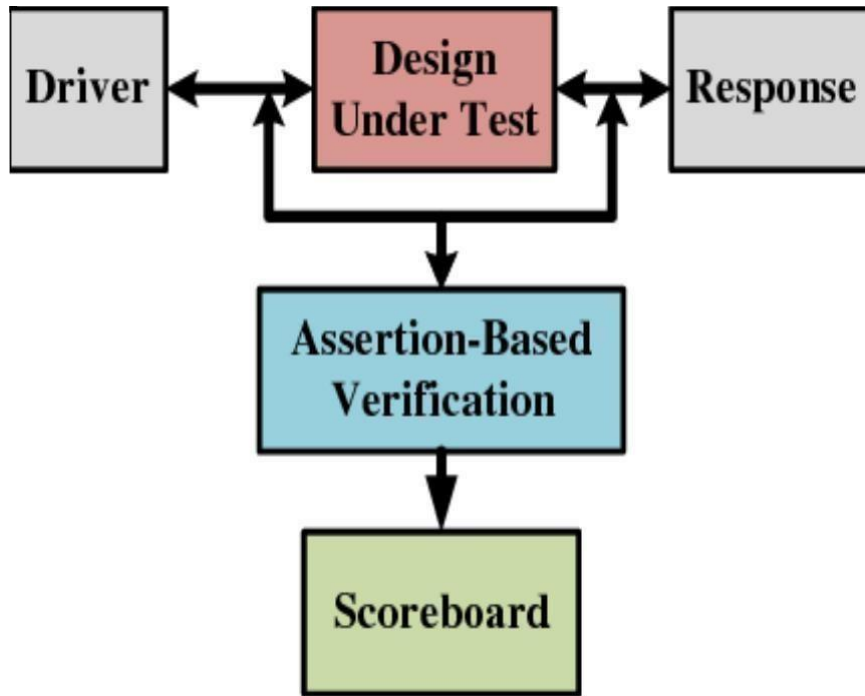 Driver
Design
Under Test
Response
Assertion-Based
Verification
Scoreboard